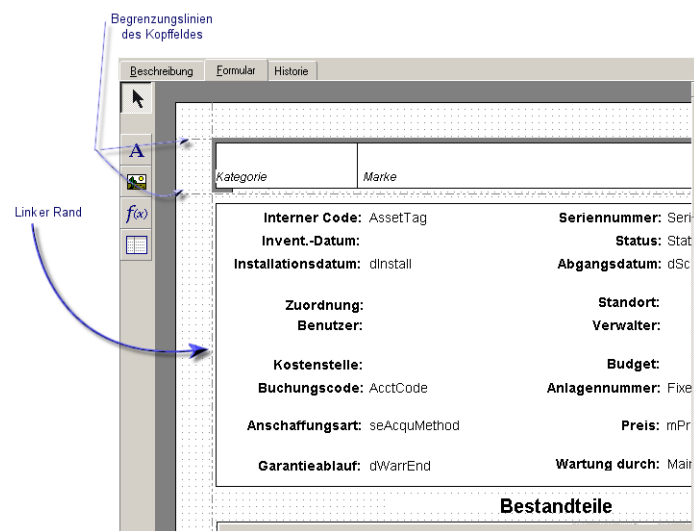 Begrenzungslinien
des Kopffeldes
Beschreibung Formular Historie
A
Kategorie Marke
Linker Rand
f(x)
Interner Code: AssetTag Seriennummer: Seri
Invent.-Datum: Status: Stat
Installationsdatum: dInstall Abgangsdatum: dSc
Zuordnung: Standort:
Benutzer: Verwalter:
Kostenstelle: Budget:
Buchungscode: AcctCode Anlagennummer: Fixe
Anschaffungsart: seAcquMethod Preis: mPr
Garantieablauf: dWarrEnd Wartung durch: Main
Bestandteile